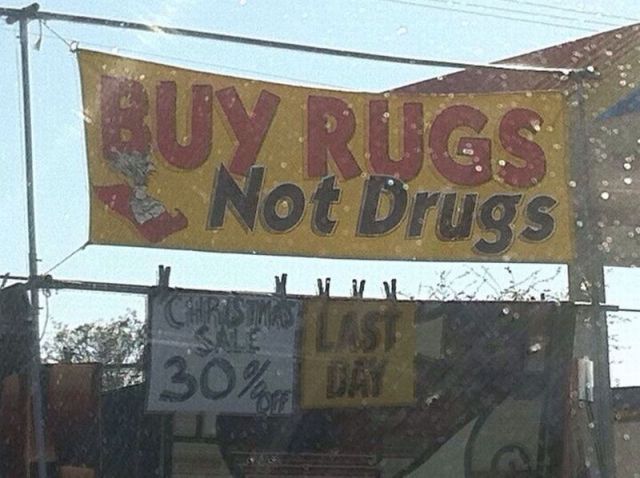 BUY RUGS
Not Drugs
CHRISTMAS
SALE
30% OFF
LAST
DAY